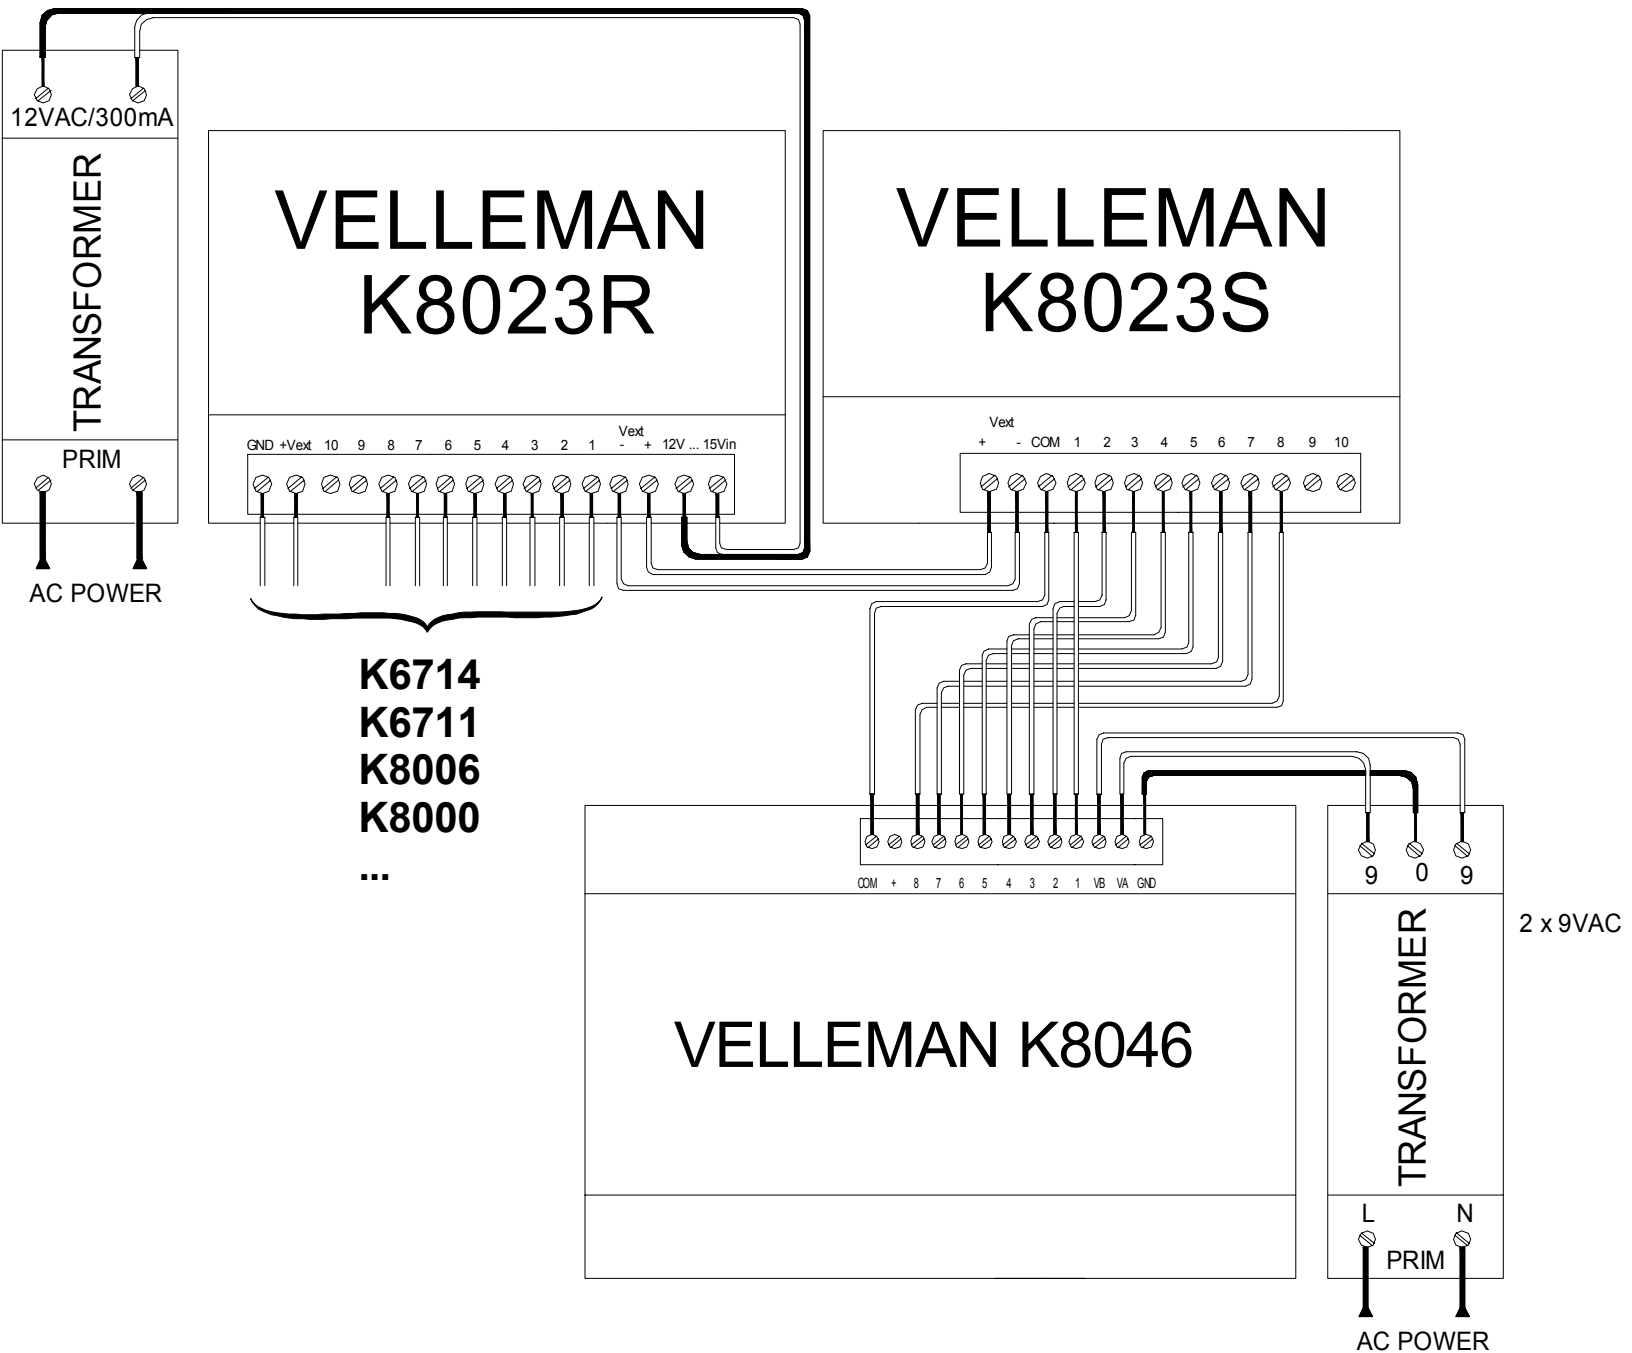 12VAC/300mA
TRANSFORMER
PRIM
AC POWER
VELLEMAN
K8023R
Vext
GND +Vext 10 9 8 7 6 5 4 3 2 1 - + 12V ... 15Vin
K6714
K6711
K8006
K8000
...
VELLEMAN
K8023S
Vext
+ - COM 1 2 3 4 5 6 7 8 9 10
COM + 8 7 6 5 4 3 2 1 VB VA GND
VELLEMAN K8046
9 0 9
2 x 9VAC
TRANSFORMER
L N
PRIM
AC POWER